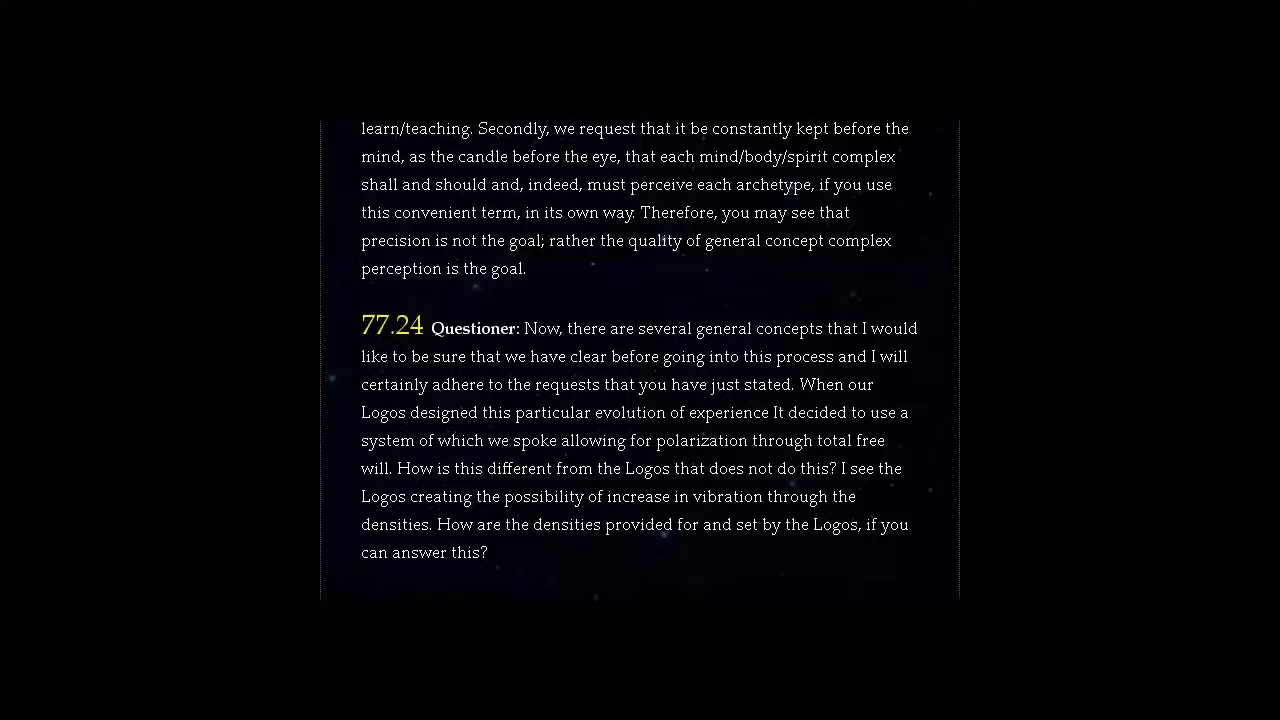 learn/teaching. Secondly, we request that it be constantly kept before the
mind, as the candle before the eye, that each mind/body/spirit complex
shall and should and, indeed, must perceive each archetype, if you use
this convenient term, in its own way. Therefore, you may see that
precision is not the goal; rather the quality of general concept complex
perception is the goal.
77.24 Questioner: Now, there are several general concepts that I would
like to be sure that we have clear before going into this process and I will
certainly adhere to the requests that you have just stated. When our
Logos designed this particular evolution of experience It decided to use a
system of which we spoke allowing for polarization through total free
will. How is this different from the Logos that does not do this? I see the
Logos creating the possibility of increase in vibration through the
densities. How are the densities provided for and set by the Logos, if you
can answer this?